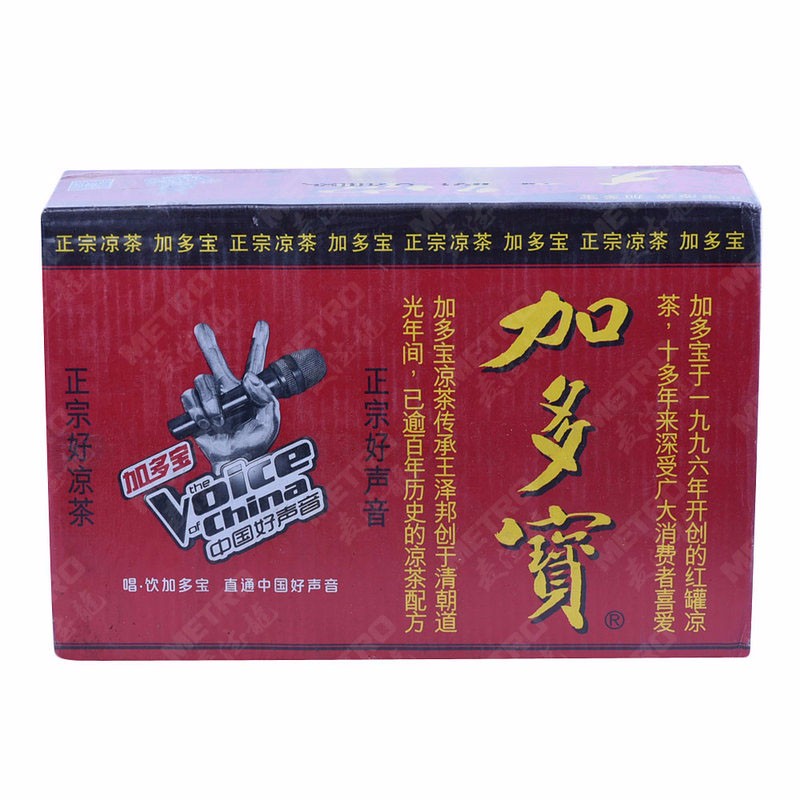 正宗凉茶 加多宝 正宗凉茶 加多宝 正宗凉茶 加多宝 正宗凉茶 加多宝
正宗好凉茶
加多宝
the
Voice
of China
中国好声音
正宗好声音
唱·饮加多宝 直通中国好声音
加多宝于一九九六年开创的红罐凉
茶，十多年来深受广大消费者喜爱
加多寶®
加多宝凉茶传承王泽邦创于清朝道
光年间，已逾百年历史的凉茶配方
METRO
麦德龙